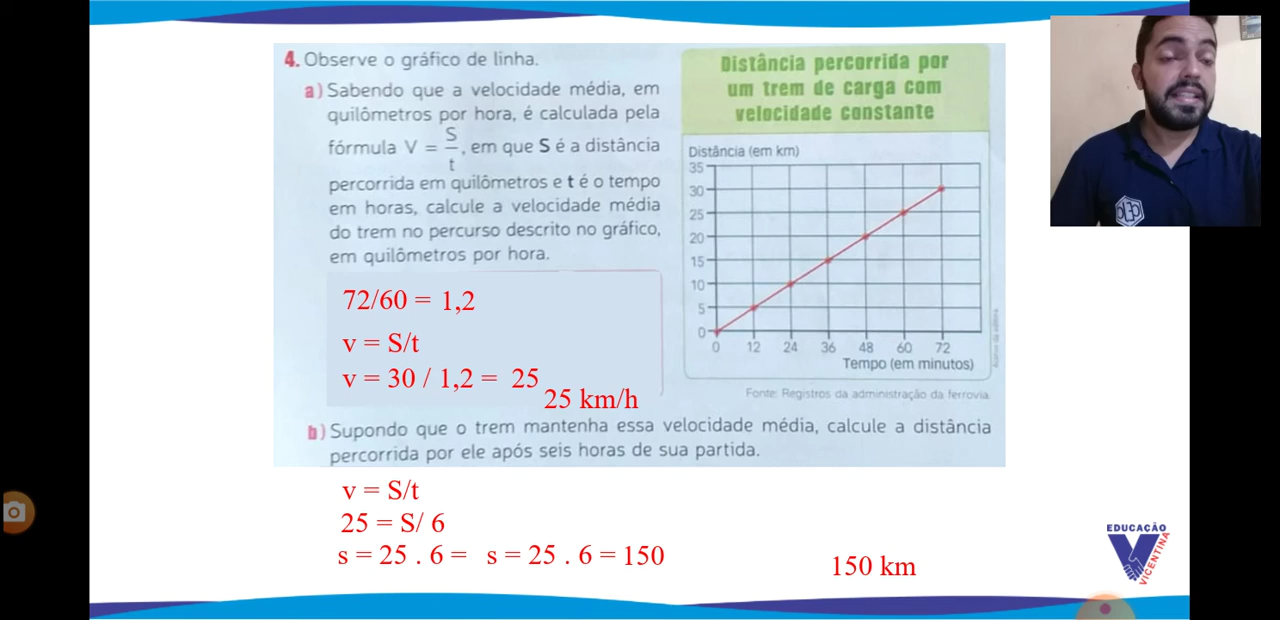 4. Observe o gráfico de linha.
a) Sabendo que a velocidade média, em
quilômetros por hora, é calculada pela
fórmula V = S/t, em que S é a distância
percorrida em quilômetros e t é o tempo
em horas, calcule a velocidade média
do trem no percurso descrito no gráfico,
em quilômetros por hora.
72/60 = 1,2
v = S/t
v = 30 / 1,2 = 25
25 km/h
Distância percorrida por
um trem de carga com
velocidade constante
Distância (em km)
35
30
25
20
15
10
5
0
0 12 24 36 48 60 72
Tempo (em minutos)
Fonte: Registros da administração da ferrovia.
b) Supondo que o trem mantenha essa velocidade média, calcule a distância
percorrida por ele após seis horas de sua partida.
v = S/t
25 = S/ 6
s = 25 . 6 = s = 25 . 6 = 150
150 km
EDUCAÇÃO
VICENTINA